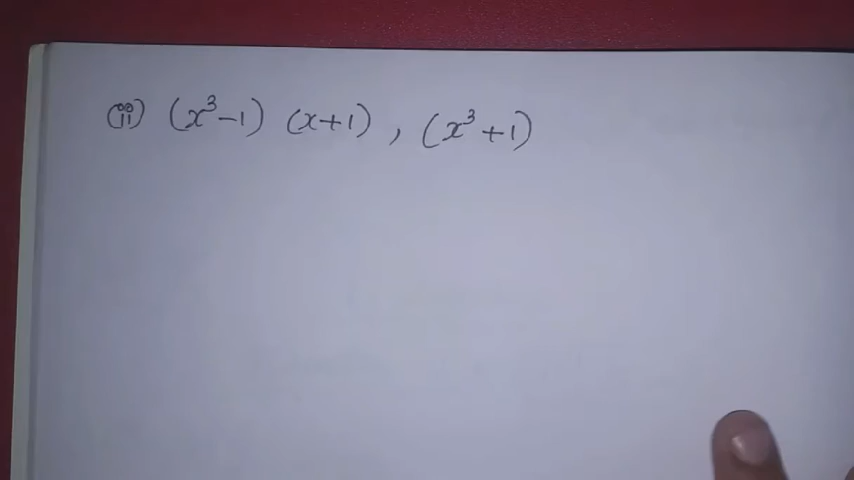 (ii) (x³-1) (x+1), (x³+1)